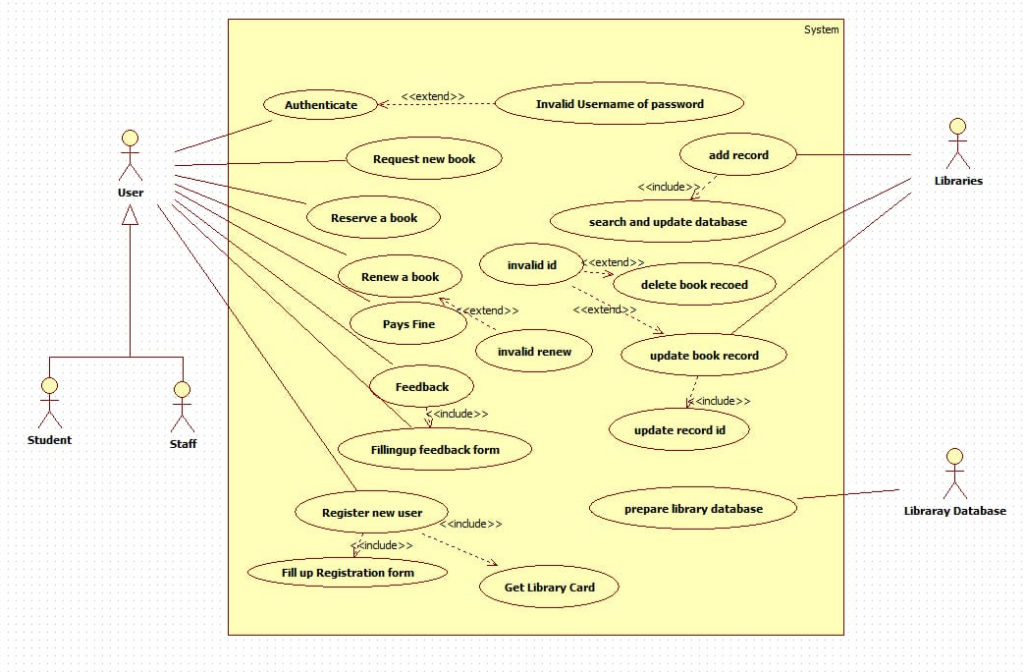 System
Authenticate
<<extend>>
Invalid Username of password
Request new book
add record
User
Libraries
<<include>>
Reserve a book
search and update database
invalid id
<<extend>>
Renew a book
delete book recoed
<<extend>>
<<extend>>
Pays Fine
invalid renew
update book record
Feedback
<<include>>
<<include>>
Student
Staff
Fillingup feedback form
update record id
Register new user
prepare library database
Libraray Database
<<include>>
<<include>>
Fill up Registration form
Get Library Card